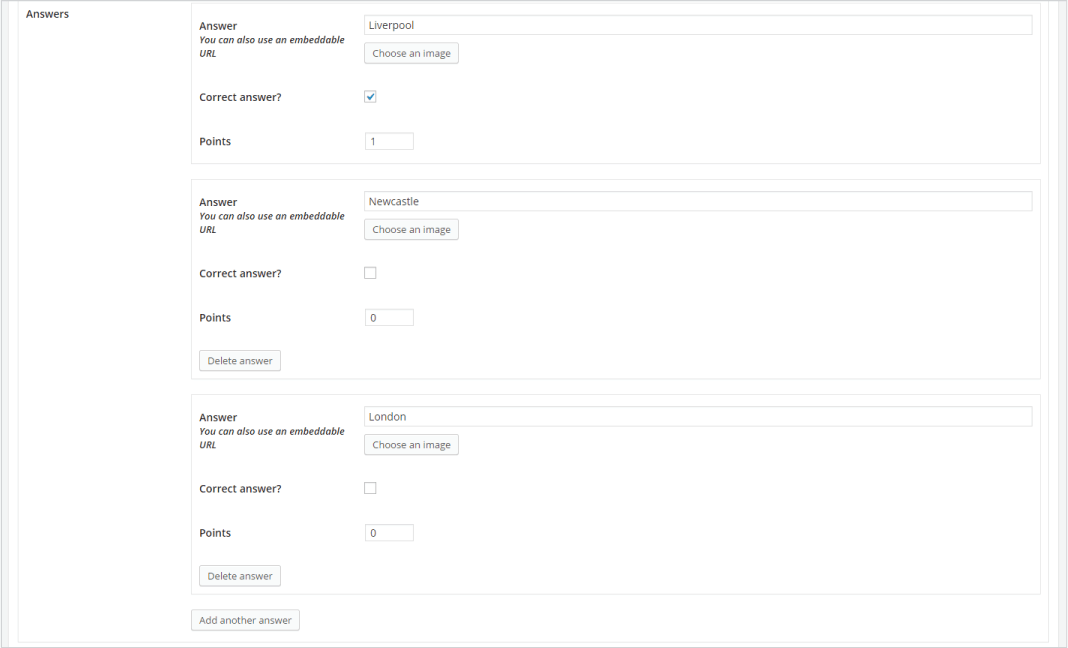 Answers
Answer
Liverpool
You can also use an embeddable
URL
Choose an image
Correct answer?
Points
1
Answer
Newcastle
You can also use an embeddable
URL
Choose an image
Correct answer?
Points
0
Delete answer
Answer
London
You can also use an embeddable
URL
Choose an image
Correct answer?
Points
0
Delete answer
Add another answer